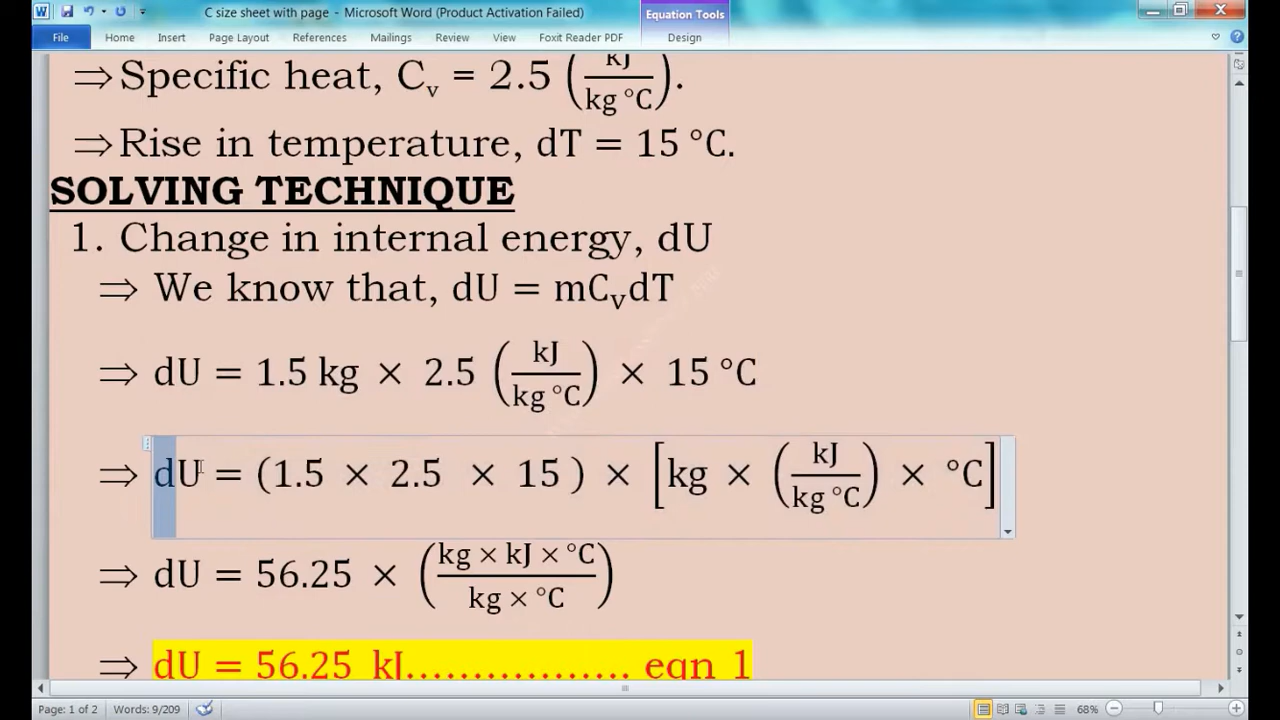 C size sheet with page - Microsoft Word (Product Activation Failed)
Equation Tools
File Home Insert Page Layout References Mailings Review View Foxit Reader PDF Design
⇒ Specific heat, Cᵥ = 2.5 (kJ/kg °C).
⇒ Rise in temperature, dT = 15 °C.
SOLVING TECHNIQUE
1. Change in internal energy, dU
⇒ We know that, dU = mCᵥdT
⇒ dU = 1.5 kg × 2.5 (kJ/kg °C) × 15 °C
⇒ dU = (1.5 × 2.5 × 15 ) × [kg × (kJ/kg °C) × °C]
⇒ dU = 56.25 × (kg × kJ × °C/kg × °C)
⇒ dU = 56.25 kJ................. eqn 1
Page: 1 of 2 Words: 9/209 68%